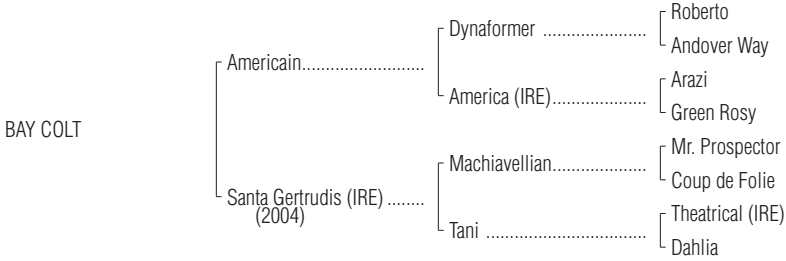 Roberto
Dynaformer ......................
Andover Way
Americain..........................
Arazi
America (IRE)....................
Green Rosy
BAY COLT
Mr. Prospector
Machiavellian....................
Coup de Folie
Santa Gertrudis (IRE) ........
(2004)
Theatrical (IRE)
Tani ..................................
Dahlia